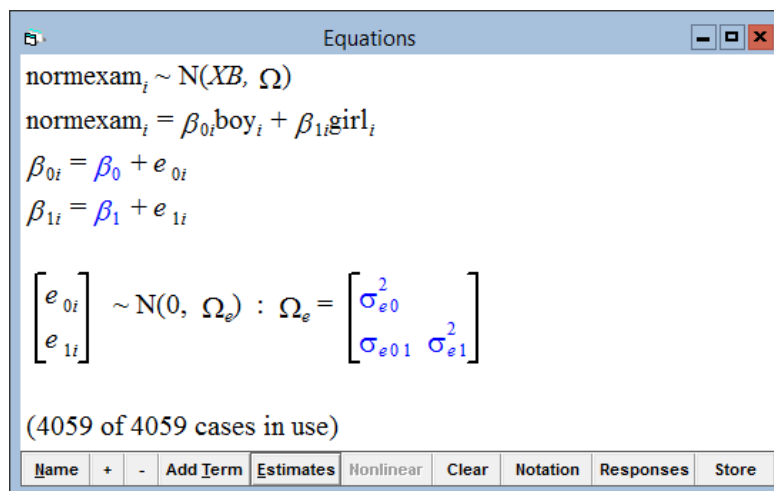 Equations
normexam_i ~ N(XB, Ω)
normexam_i = β_0i boy_i + β_1i girl_i
β_0i = β_0 + e_0i
β_1i = β_1 + e_1i
[e_0i; e_1i] ~ N(0, Ω_e) : Ω_e = [σ²_e0; σ_e01 σ²_e1]
(4059 of 4059 cases in use)
Name + - Add Term Estimates Nonlinear Clear Notation Responses Store